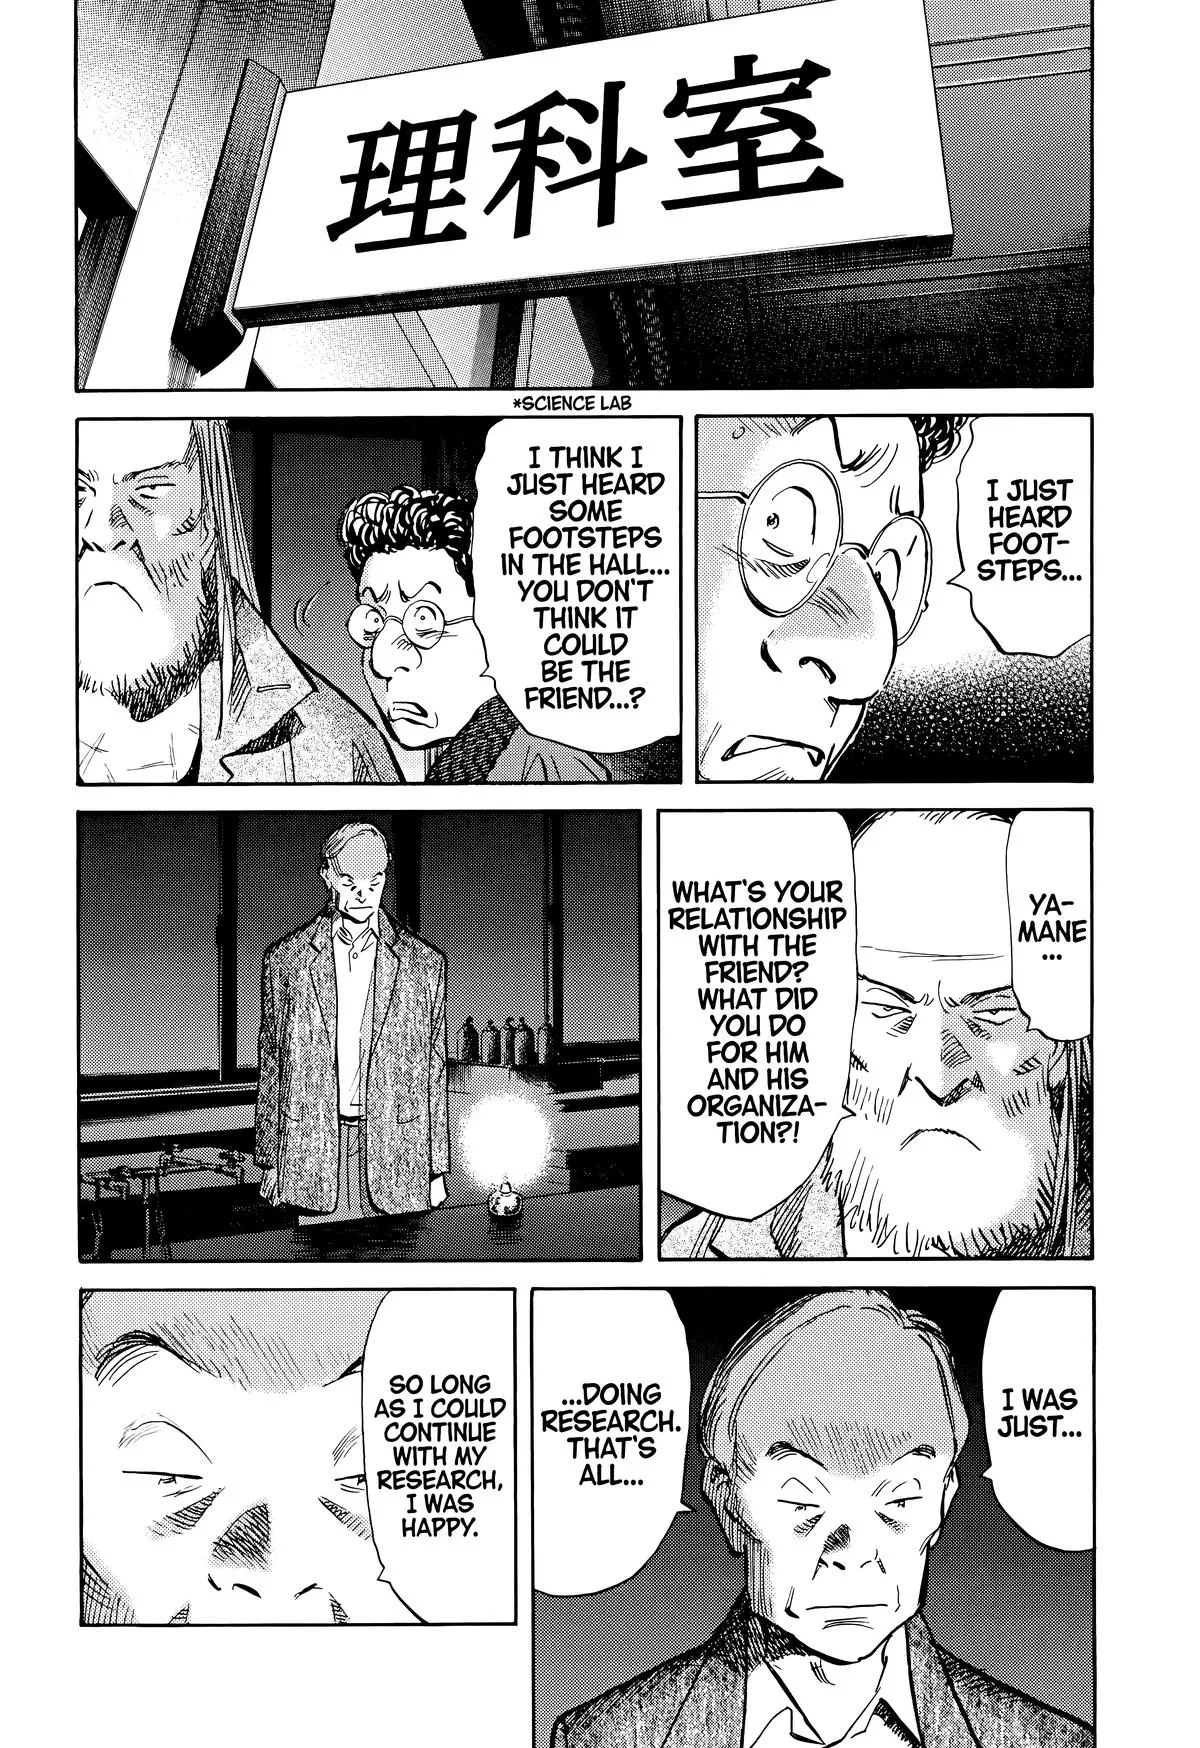 理科室
*SCIENCE LAB
I JUST
HEARD
FOOT-
STEPS...
I THINK I
JUST HEARD
SOME
FOOTSTEPS
IN THE HALL...
YOU DON'T
THINK IT
COULD
BE THE
FRIEND...?
YA-
MANE
...
WHAT'S YOUR
RELATIONSHIP
WITH THE
FRIEND?
WHAT DID
YOU DO
FOR HIM
AND HIS
ORGANIZA-
TION?!
I WAS
JUST...
...DOING
RESEARCH.
THAT'S
ALL...
SO LONG
AS I COULD
CONTINUE
WITH MY
RESEARCH,
I WAS
HAPPY.